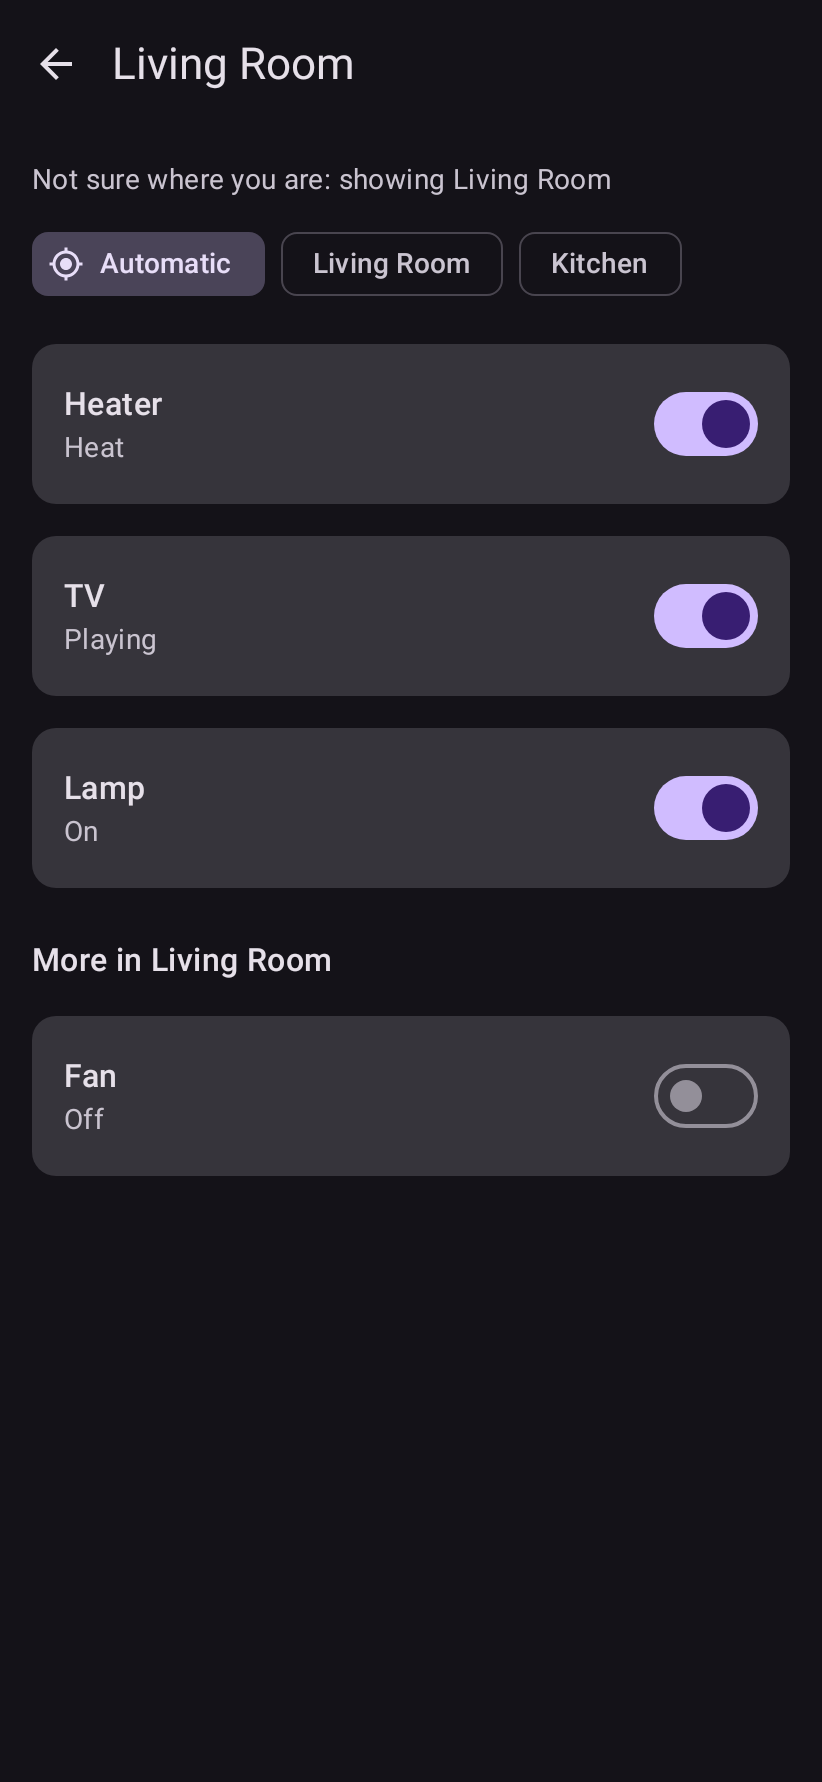 Living Room
Not sure where you are: showing Living Room
Automatic
Living Room
Kitchen
Heater
Heat
TV
Playing
Lamp
On
More in Living Room
Fan
Off